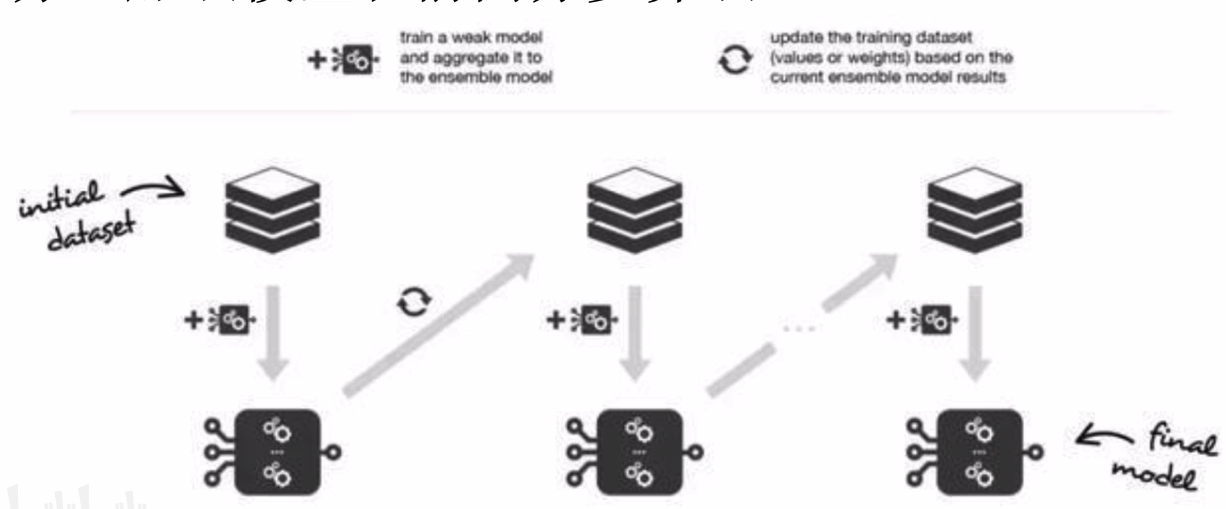 train a weak model
and aggregate it to
the ensemble model
update the training dataset
(values or weights) based on the
current ensemble model results
initial
dataset
...
...
...
...
final
model